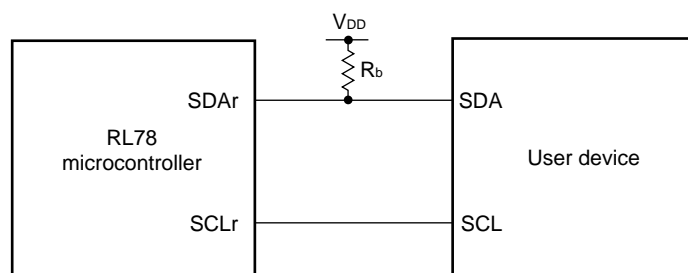 VDD
Rb
SDAr
SDA
RL78
microcontroller
User device
SCLr
SCL